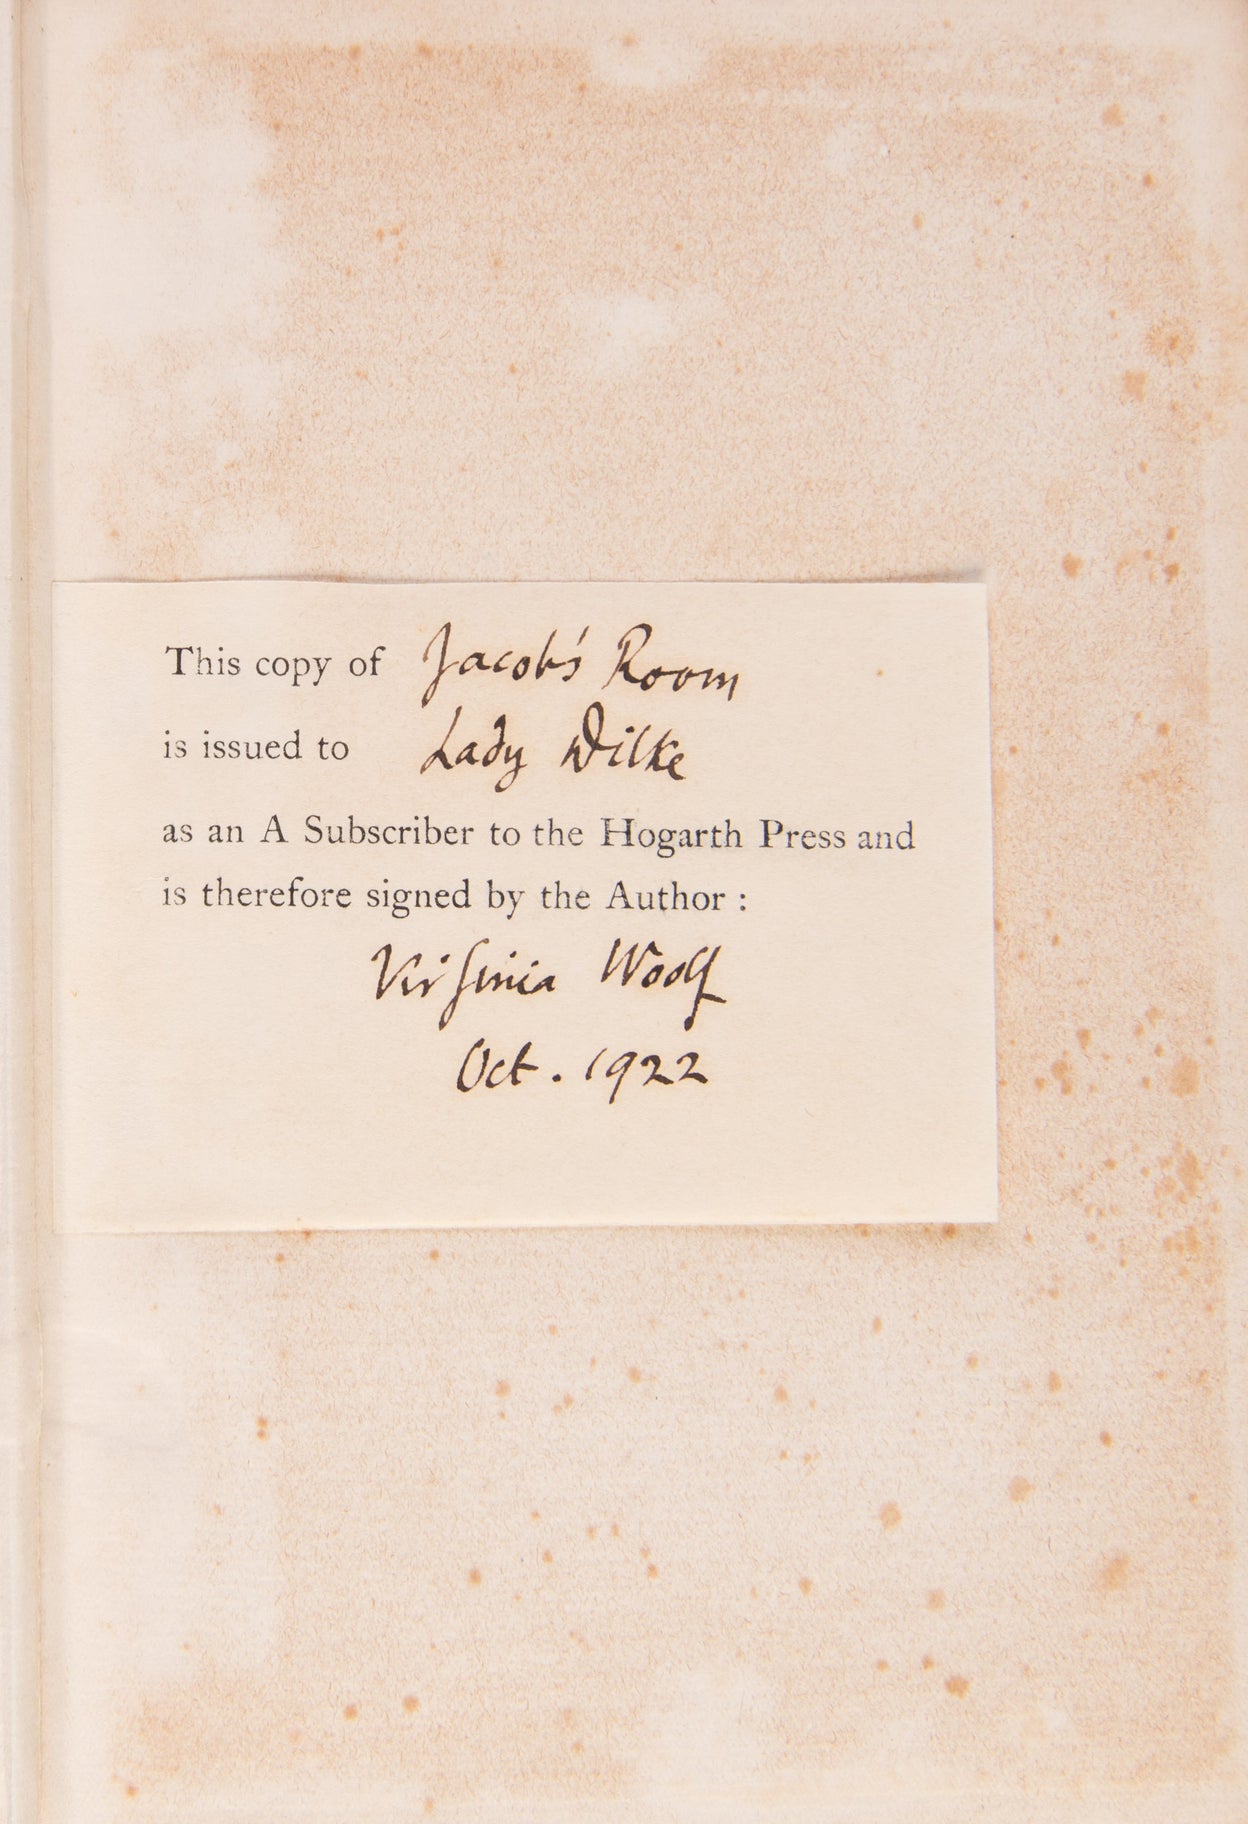 This copy of Jacob's Room
is issued to Lady Dilke
as an A Subscriber to the Hogarth Press and
is therefore signed by the Author :
Virginia Woolf
Oct. 1922